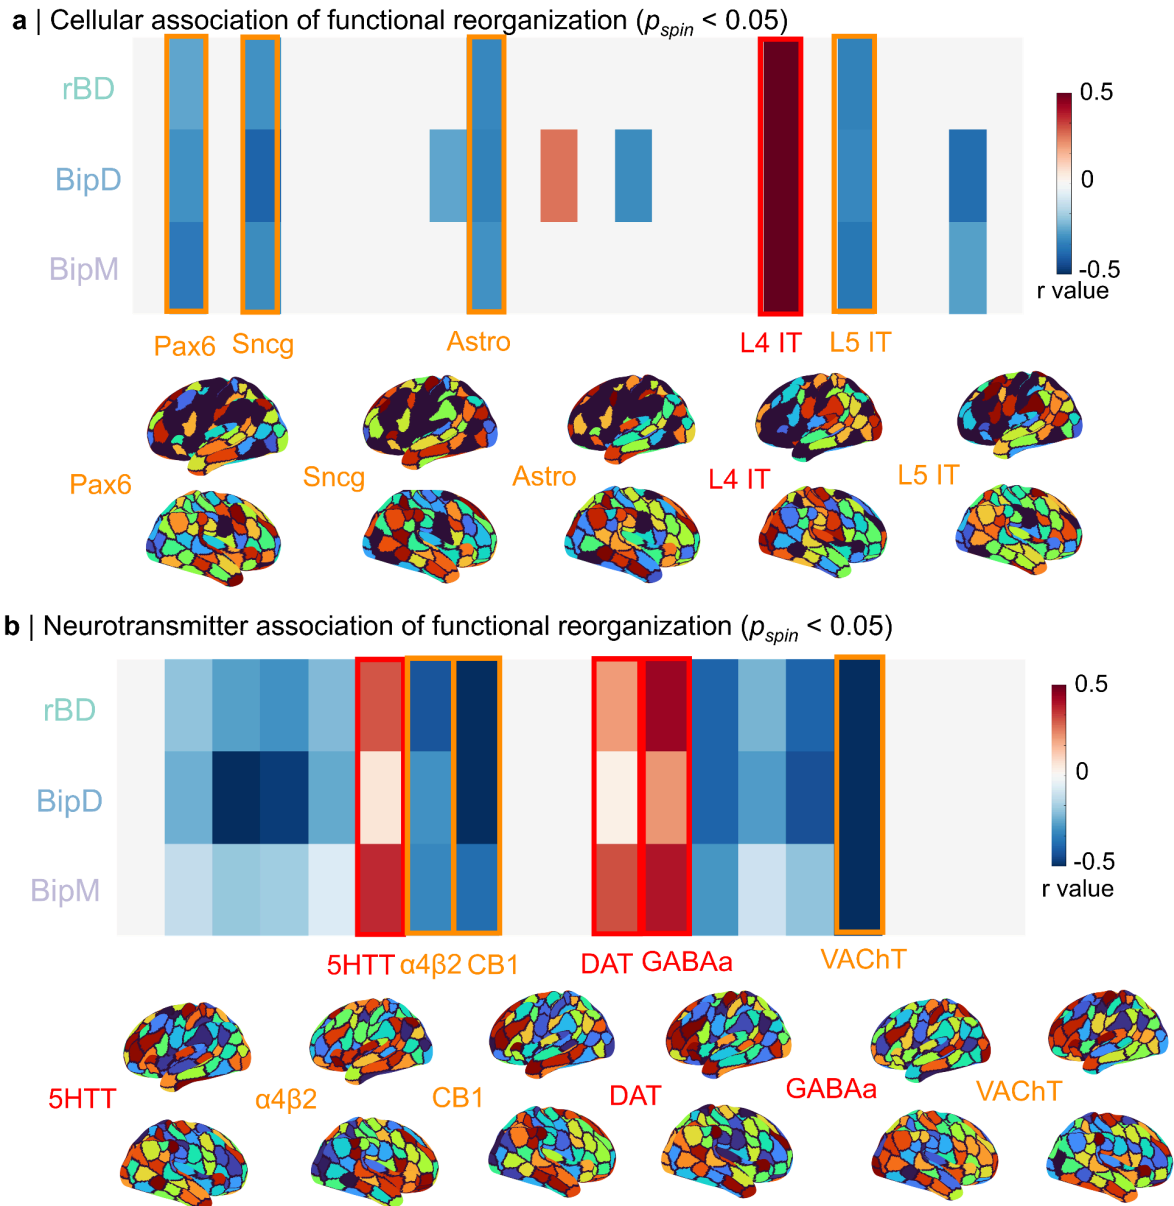 a | Cellular association of functional reorganization (pspin < 0.05)
rBD
BipD
BipM
0.5
0
-0.5
r value
Pax6 Sncg Astro L4 IT L5 IT
Pax6 Sncg Astro L4 IT L5 IT
b | Neurotransmitter association of functional reorganization (pspin < 0.05)
rBD
BipD
BipM
0.5
0
-0.5
r value
5HTT α4β2 CB1 DAT GABAa VAChT
5HTT α4β2 CB1 DAT GABAa VAChT